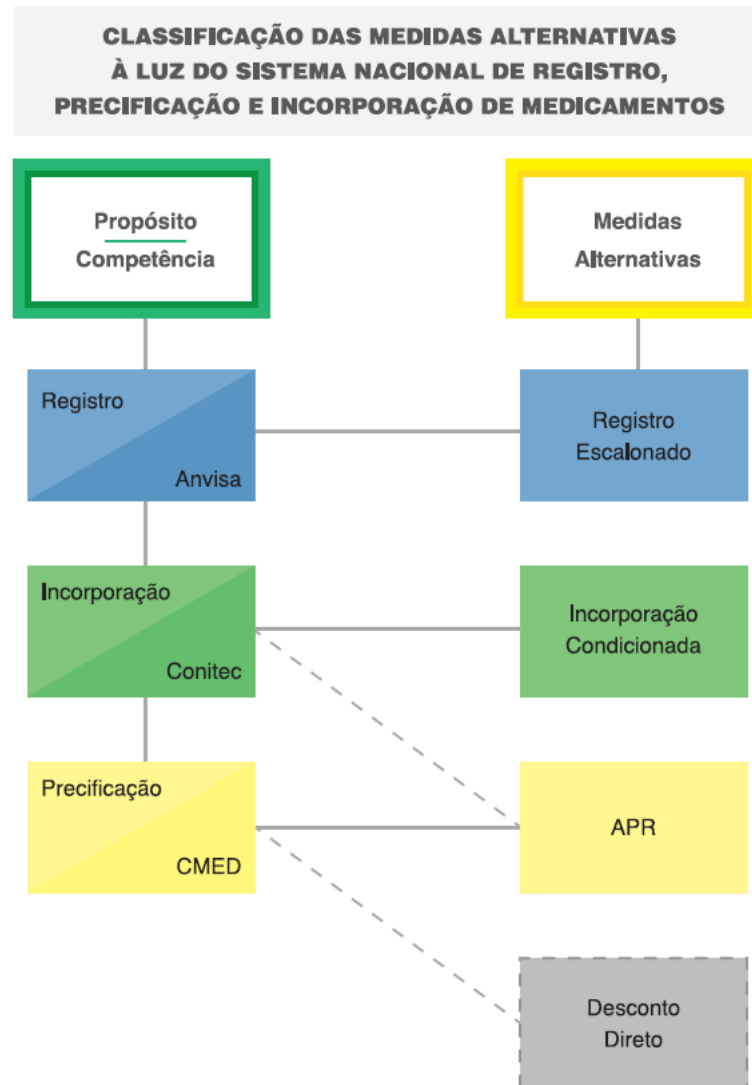 CLASSIFICAÇÃO DAS MEDIDAS ALTERNATIVAS
À LUZ DO SISTEMA NACIONAL DE REGISTRO,
PRECIFICAÇÃO E INCORPORAÇÃO DE MEDICAMENTOS
Propósito
Competência
Medidas
Alternativas
Registro
Anvisa
Registro
Escalonado
Incorporação
Conitec
Incorporação
Condicionada
Precificação
CMED
APR
Desconto
Direto